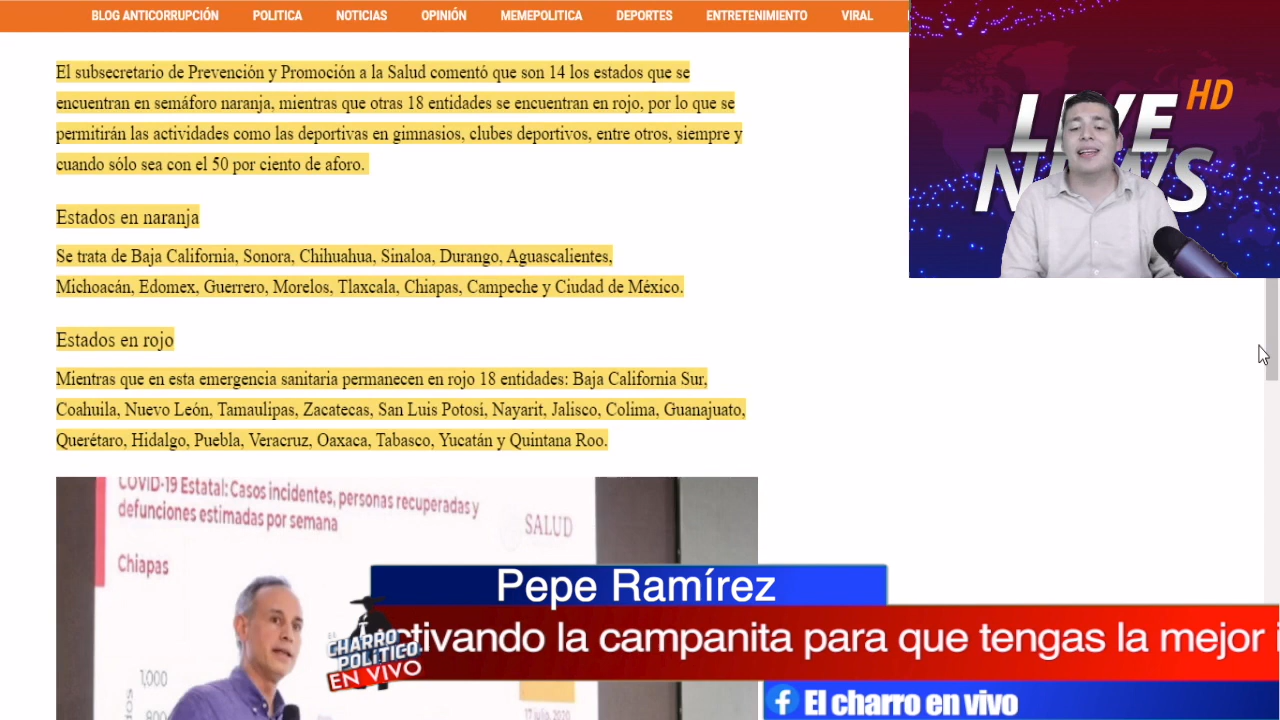 BLOG ANTICORRUPCIÓN POLITICA NOTICIAS OPINIÓN MEMEPOLITICA DEPORTES ENTRETENIMIENTO VIRAL
LIVE HD
NEWS
El subsecretario de Prevención y Promoción a la Salud comentó que son 14 los estados que se
encuentran en semáforo naranja, mientras que otras 18 entidades se encuentran en rojo, por lo que se
permitirán las actividades como las deportivas en gimnasios, clubes deportivos, entre otros, siempre y
cuando sólo sea con el 50 por ciento de aforo.
Estados en naranja
Se trata de Baja California, Sonora, Chihuahua, Sinaloa, Durango, Aguascalientes,
Michoacán, Edomex, Guerrero, Morelos, Tlaxcala, Chiapas, Campeche y Ciudad de México.
Estados en rojo
Mientras que en esta emergencia sanitaria permanecen en rojo 18 entidades: Baja California Sur,
Coahuila, Nuevo León, Tamaulipas, Zacatecas, San Luis Potosí, Nayarit, Jalisco, Colima, Guanajuato,
Querétaro, Hidalgo, Puebla, Veracruz, Oaxaca, Tabasco, Yucatán y Quintana Roo.
COVID-19 Estatal: Casos incidentes, personas recuperadas y
defunciones estimadas por semana
SALUD
Chiapas
1,000
800
17 julio, 2020
Pepe Ramírez
ctivando la campanita para que tengas la mejor i
CHARRO
POLÍTICO
EN VIVO
El charro en vivo